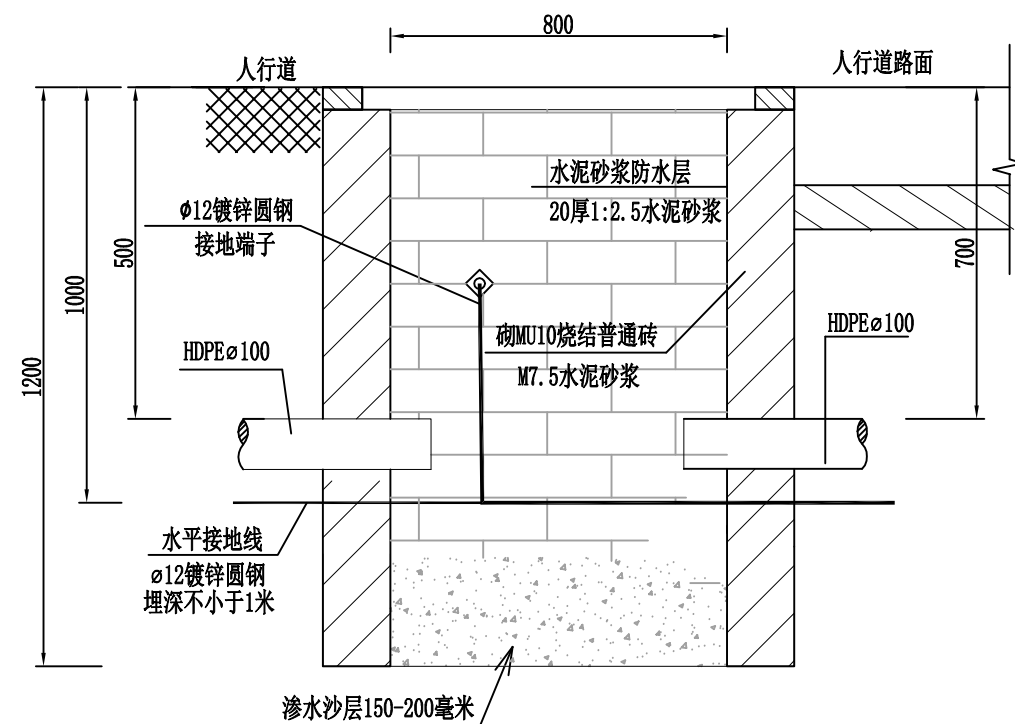 800
人行道
人行道路面
水泥砂浆防水层
20厚1:2.5水泥砂浆
ϕ12镀锌圆钢
接地端子
500
700
1000
1200
砌MU10烧结普通砖
M7.5水泥砂浆
HDPEø100
HDPEø100
水平接地线
ø12镀锌圆钢
埋深不小于1米
渗水沙层150-200毫米